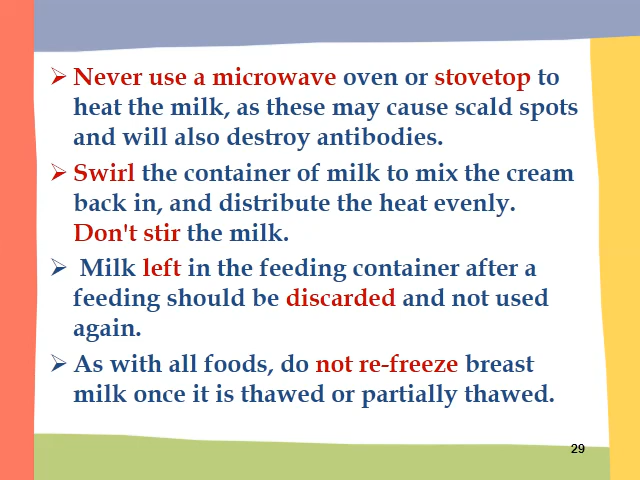 ➢ Never use a microwave oven or stovetop to
heat the milk, as these may cause scald spots
and will also destroy antibodies.
➢ Swirl the container of milk to mix the cream
back in, and distribute the heat evenly.
Don't stir the milk.
➢ Milk left in the feeding container after a
feeding should be discarded and not used
again.
➢ As with all foods, do not re-freeze breast
milk once it is thawed or partially thawed.
29